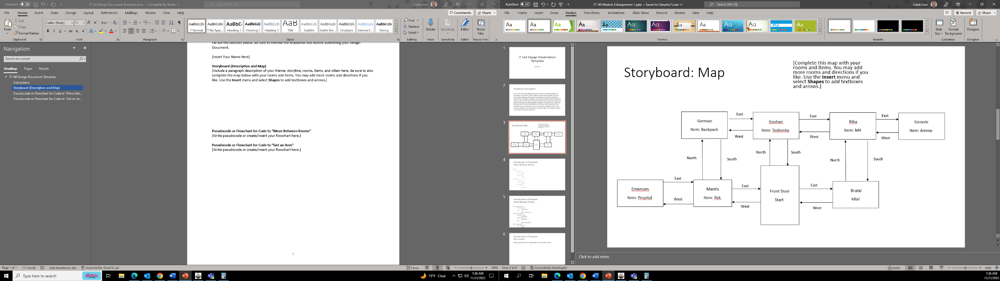 AutoSave Off
IT 140 Design Document Template.docx - Compatibility Mode
Search (Alt+Q)
Caleb Ewer
File Home Insert Draw Design Layout References Mailings Review View Help
Comments Share
Paste
Cut
Copy
Format Painter
Clipboard
Calibri (Body) 11
Font
Paragraph
AaBbCcDc AaBbCcDc AaBbC AaBbCcD AaBbCcD AaB AaBbCcC AaBbCcDc AaBbCcDc AaBbCcDc AaBbCcDc
¶ Normal ¶ No Spac... Heading 1 Heading 2 Heading 3 Title Subtitle Subtle Em... Emphasis Intense E... Strong
Styles
Find
Replace
Select
Editing
Dictate
Voice
Sensitivity
Sensitivity
Editor
Editor
Reuse Files
Reuse Files
Navigation
Search document
Headings Pages Results
IT 140 Design Document Template
Instructions
Storyboard (Description and Map)
Pseudocode or Flowchart for Code to "Move Bet...
Pseudocode or Flowchart for Code to "Get an Ite...
Fill out the sections below. Be sure to remove the bracketed text before submitting your Design
Document.
[Insert Your Name Here]
Storyboard (Description and Map)
[Include a paragraph description of your theme, storyline, rooms, items, and villain here. Be sure to also
complete the map below with your rooms and items. You may add more rooms and directions if you
like. Use the Insert menu and select Shapes to add textboxes and arrows.]
Pseudocode or Flowchart for Code to “Move Between Rooms”
[Write pseudocode or create/insert your flowchart here.]
Pseudocode or Flowchart for Code to “Get an Item”
[Write pseudocode or create/insert your flowchart here.]
1
Page 1 of 1 111 words Text Predictions: On Accessibility: Good to go
Focus 100%
AutoSave Off
IT 140 Module 5 Assignment 1.pptx • Saved to \\hopfss1\user
Search (Alt+Q)
Caleb Ewer
File Home Insert Draw Design Transitions Animations Slide Show Record Review View Help
Record Share
Themes
Variants
Slide Size
Format Background
Customize
Designer
Designer
1
IT 140 Design Presentation
Template
2
Storyboard: Description
3
Storyboard: Map
4
Pseudocode or Flowchart:
Move Between Rooms
5
Pseudocode or Flowchart:
Move Between Rooms
6
Pseudocode or Flowchart:
Get an Item
Storyboard: Map
[Complete this map with your
rooms and items. You may add
more rooms and directions if you
like. Use the Insert menu and
select Shapes to add textboxes
and arrows.]
German
Item: Backpack
East
West
Goshan
Item: Toshonka
East
West
Kiba
Item: M4
East
West
Generic
Item: Ammo
North
South
North
South
North
South
Emercom
Item: Propital
East
West
Mantis
Item: Ifak
East
West
Front Door
Start
East
West
Brutal
Killa!
Click to add notes
Slide 3 of 6 Accessibility: Investigate
Notes 108%
Type here to search
KRUSTEAZ
19°F Clear
1:36 AM
11/21/2022
1:36 AM
11/21/2022